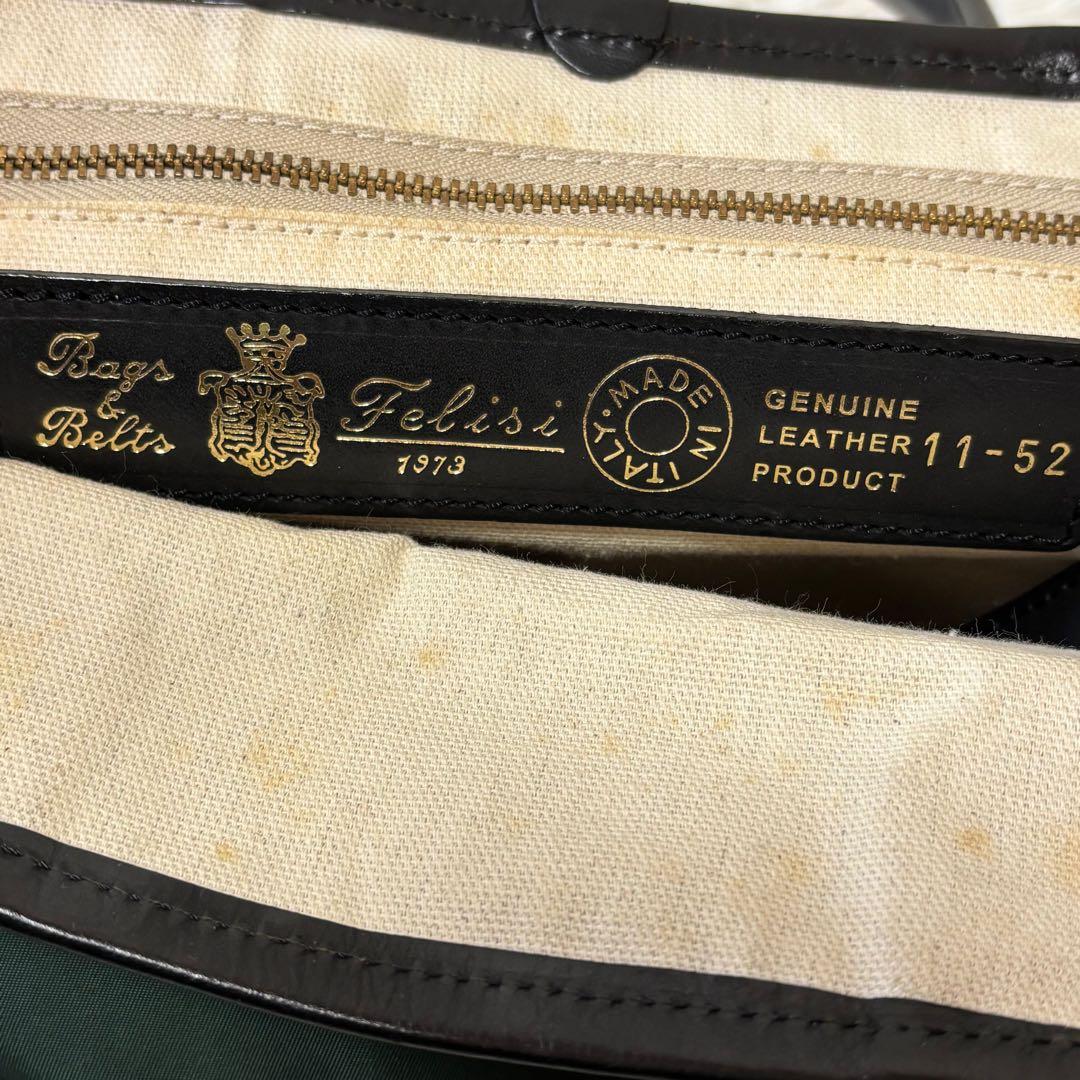 Bags
&
Belts
Felisi
1973
MADE IN ITALY
GENUINE
LEATHER
PRODUCT
11-52